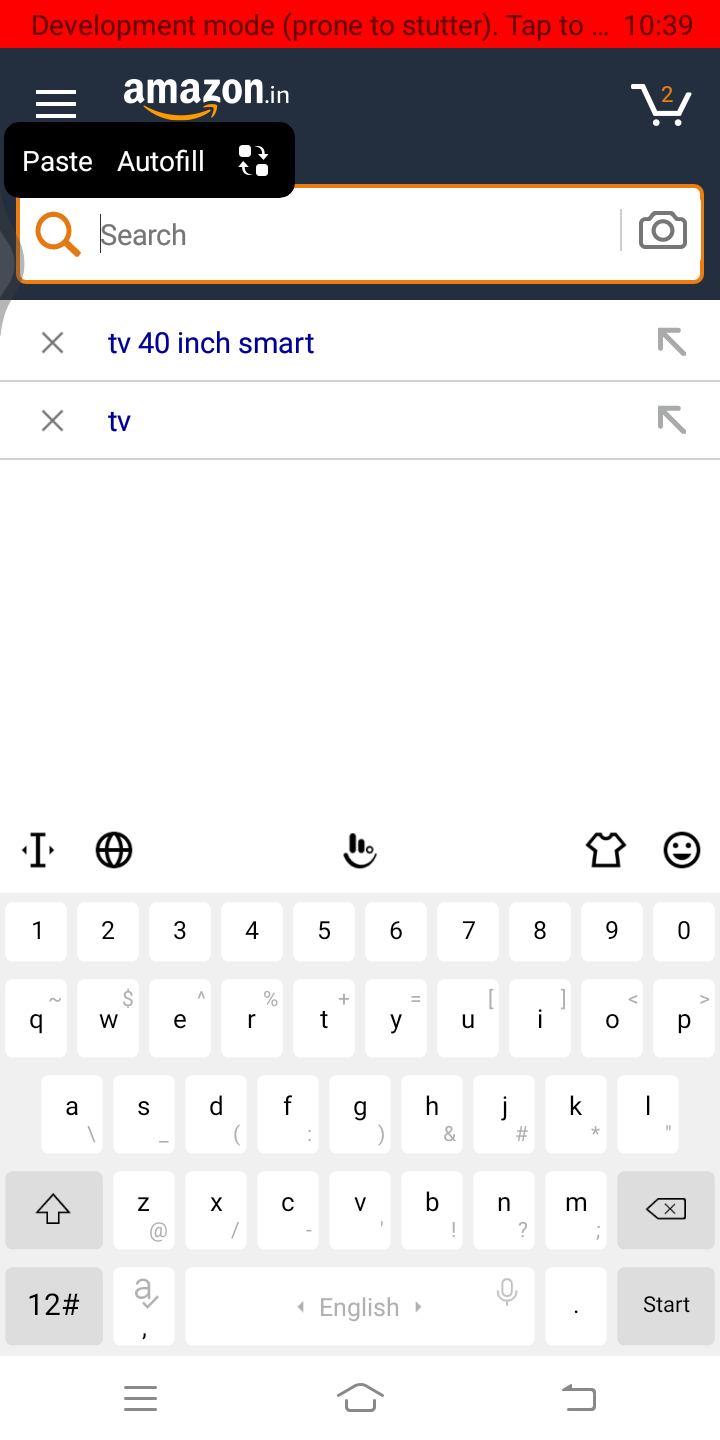 Development mode (prone to stutter). Tap to ... 10:39
amazon.in
2
Paste Autofill
Search
tv 40 inch smart
tv
1 2 3 4 5 6 7 8 9 0
~ $ ^ % + = [ ] < >
q w e r t y u i o p
a s d f g h j k l
\ _ ( : ) & # * "
z x c v b n m
@ / - ' ! ? ;
12# a , English . Start